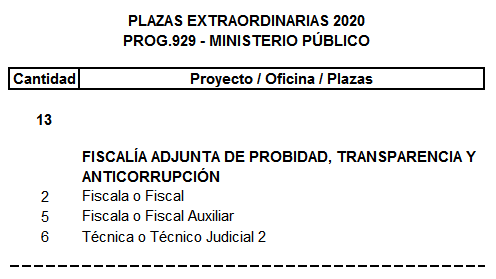 PLAZAS EXTRAORDINARIAS 2020
PROG.929 - MINISTERIO PÚBLICO
Cantidad Proyecto / Oficina / Plazas
13
FISCALÍA ADJUNTA DE PROBIDAD, TRANSPARENCIA Y
ANTICORRUPCIÓN
2 Fiscala o Fiscal
5 Fiscala o Fiscal Auxiliar
6 Técnica o Técnico Judicial 2